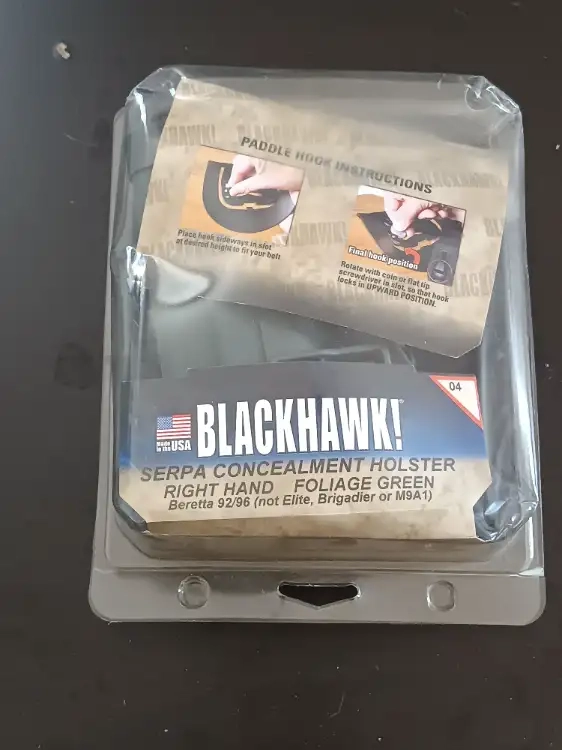 BLACKHAWK!
PADDLE HOOK INSTRUCTIONS
Place hook sideways in slot
at desired height to fit your belt
Final hook position
Rotate with coin or flat tip
screwdriver in slot, so that hook
locks in UPWARD POSITION.
04
Made
in the USA
BLACKHAWK!
SERPA CONCEALMENT HOLSTER
RIGHT HAND FOLIAGE GREEN
Beretta 92/96 (not Elite, Brigadier or M9A1)